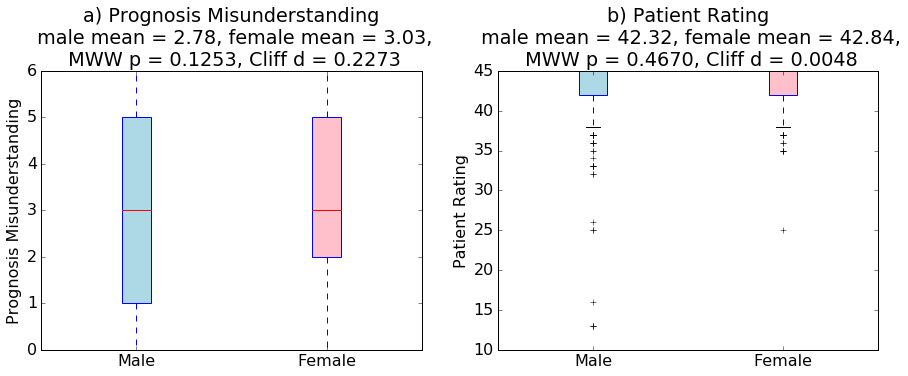 a) Prognosis Misunderstanding
male mean = 2.78, female mean = 3.03,
MWW p = 0.1253, Cliff d = 0.2273
6
5
4
3
2
1
0
Prognosis Misunderstanding
Male
Female
b) Patient Rating
male mean = 42.32, female mean = 42.84,
MWW p = 0.4670, Cliff d = 0.0048
45
40
35
30
25
20
15
10
Patient Rating
Male
Female